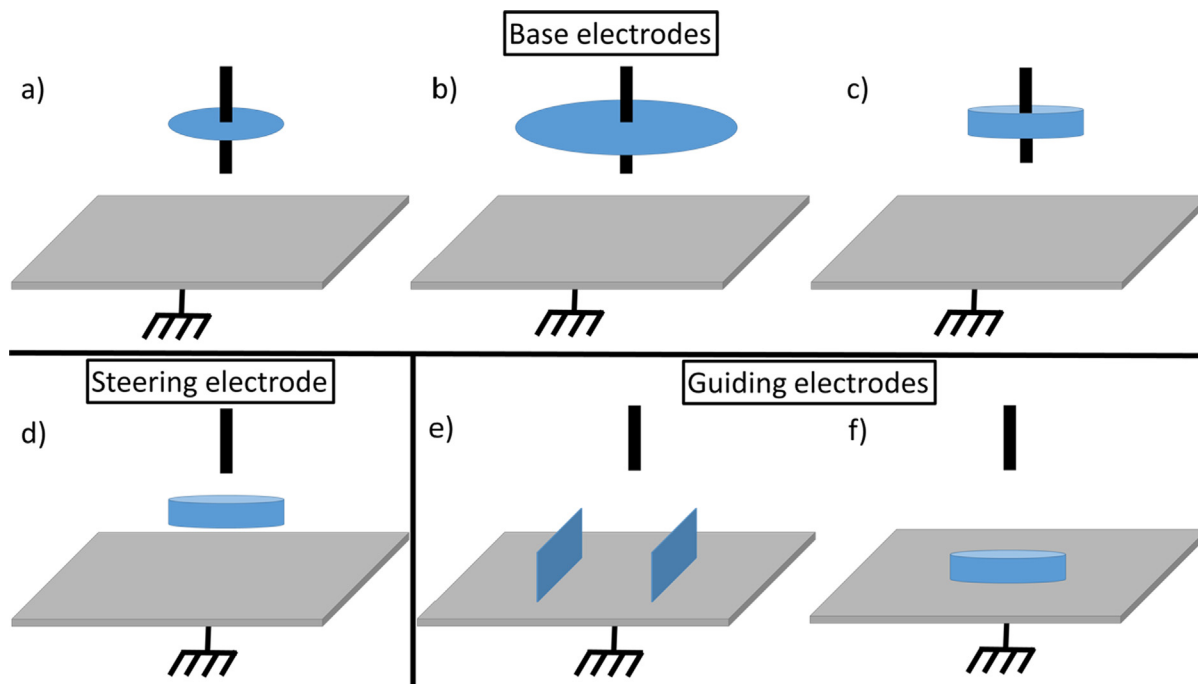 Base electrodes
a)
b)
c)
Steering electrode
Guiding electrodes
d)
e)
f)